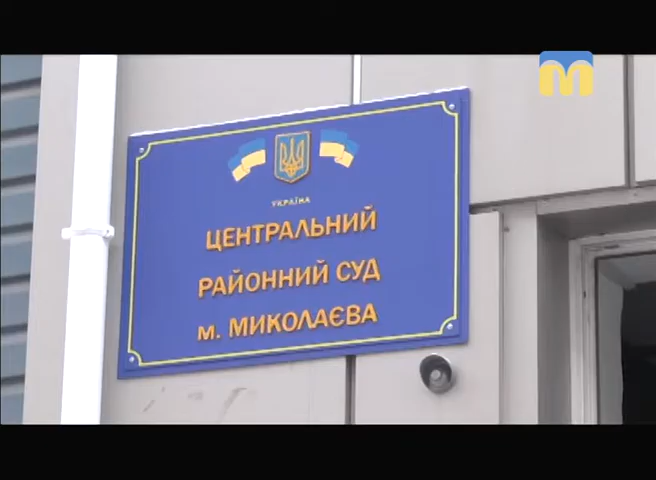 М
УКРАЇНА
ЦЕНТРАЛЬНИЙ
РАЙОННИЙ СУД
м. МИКОЛАЄВА